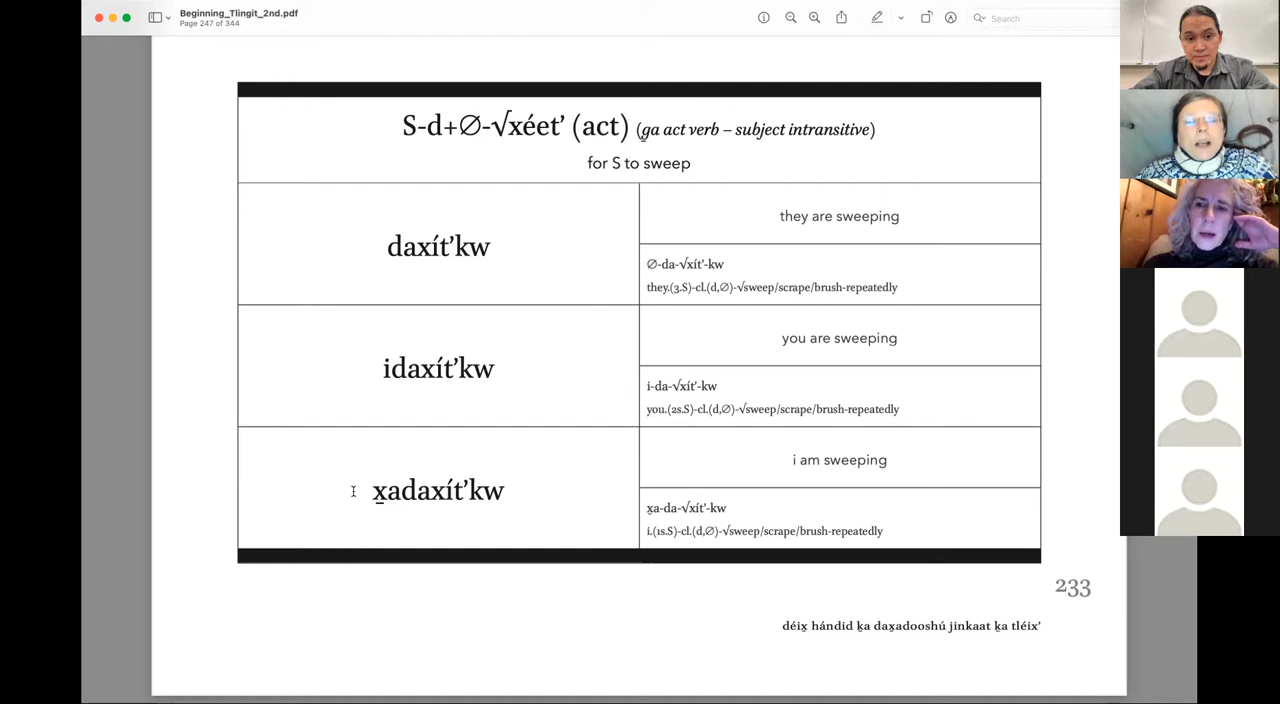 Beginning_Tlingit_2nd.pdf
Page 247 of 344
Search
S-d+∅-√xéet’ (act) (g̲a act verb – subject intransitive)
for S to sweep
daxít’kw
they are sweeping
∅-da-√xít’-kw
they.(3.S)-cl.(d,∅)-√sweep/scrape/brush-repeatedly
idaxít’kw
you are sweeping
i-da-√xít’-kw
you.(2s.S)-cl.(d,∅)-√sweep/scrape/brush-repeatedly
x̲adaxít’kw
i am sweeping
x̲a-da-√xít’-kw
i.(1s.S)-cl.(d,∅)-√sweep/scrape/brush-repeatedly
233
déix̲ hándid k̲a dax̲adooshú jinkaat k̲a tléix’